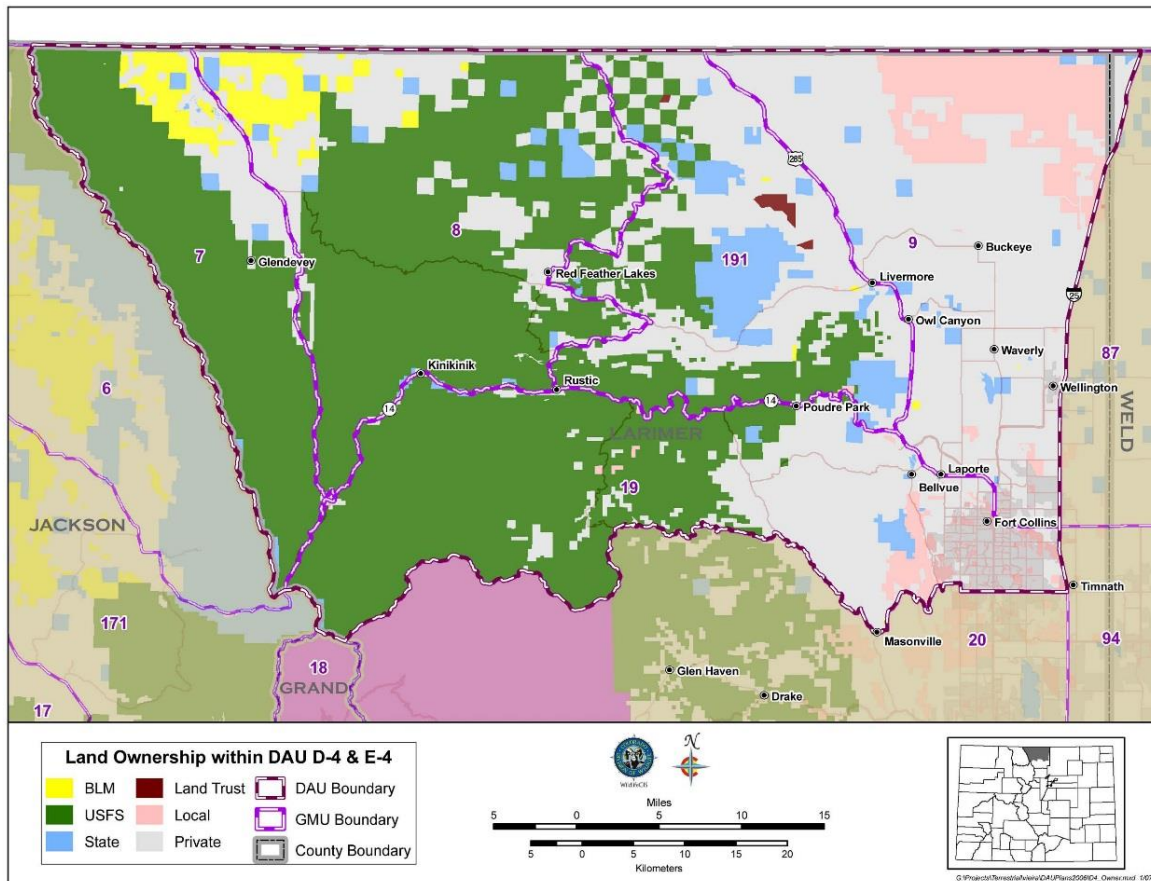 285
8
7
191
9
Buckeye
Glendevey
Red Feather Lakes
Livermore
25
Owl Canyon
Waverly
87
Kinikinik
Wellington
6
Rustic
14
14
Poudre Park
WELD
LARIMER
Laporte
Bellvue
19
Fort Collins
JACKSON
Timnath
171
Masonville
20
94
18
Glen Haven
GRAND
Drake
17
Land Ownership within DAU D-4 & E-4
BLM
Land Trust
DAU Boundary
USFS
Local
GMU Boundary
State
Private
County Boundary
N
Miles
5 0 5 10 15
5 0 5 10 15 20
Kilometers